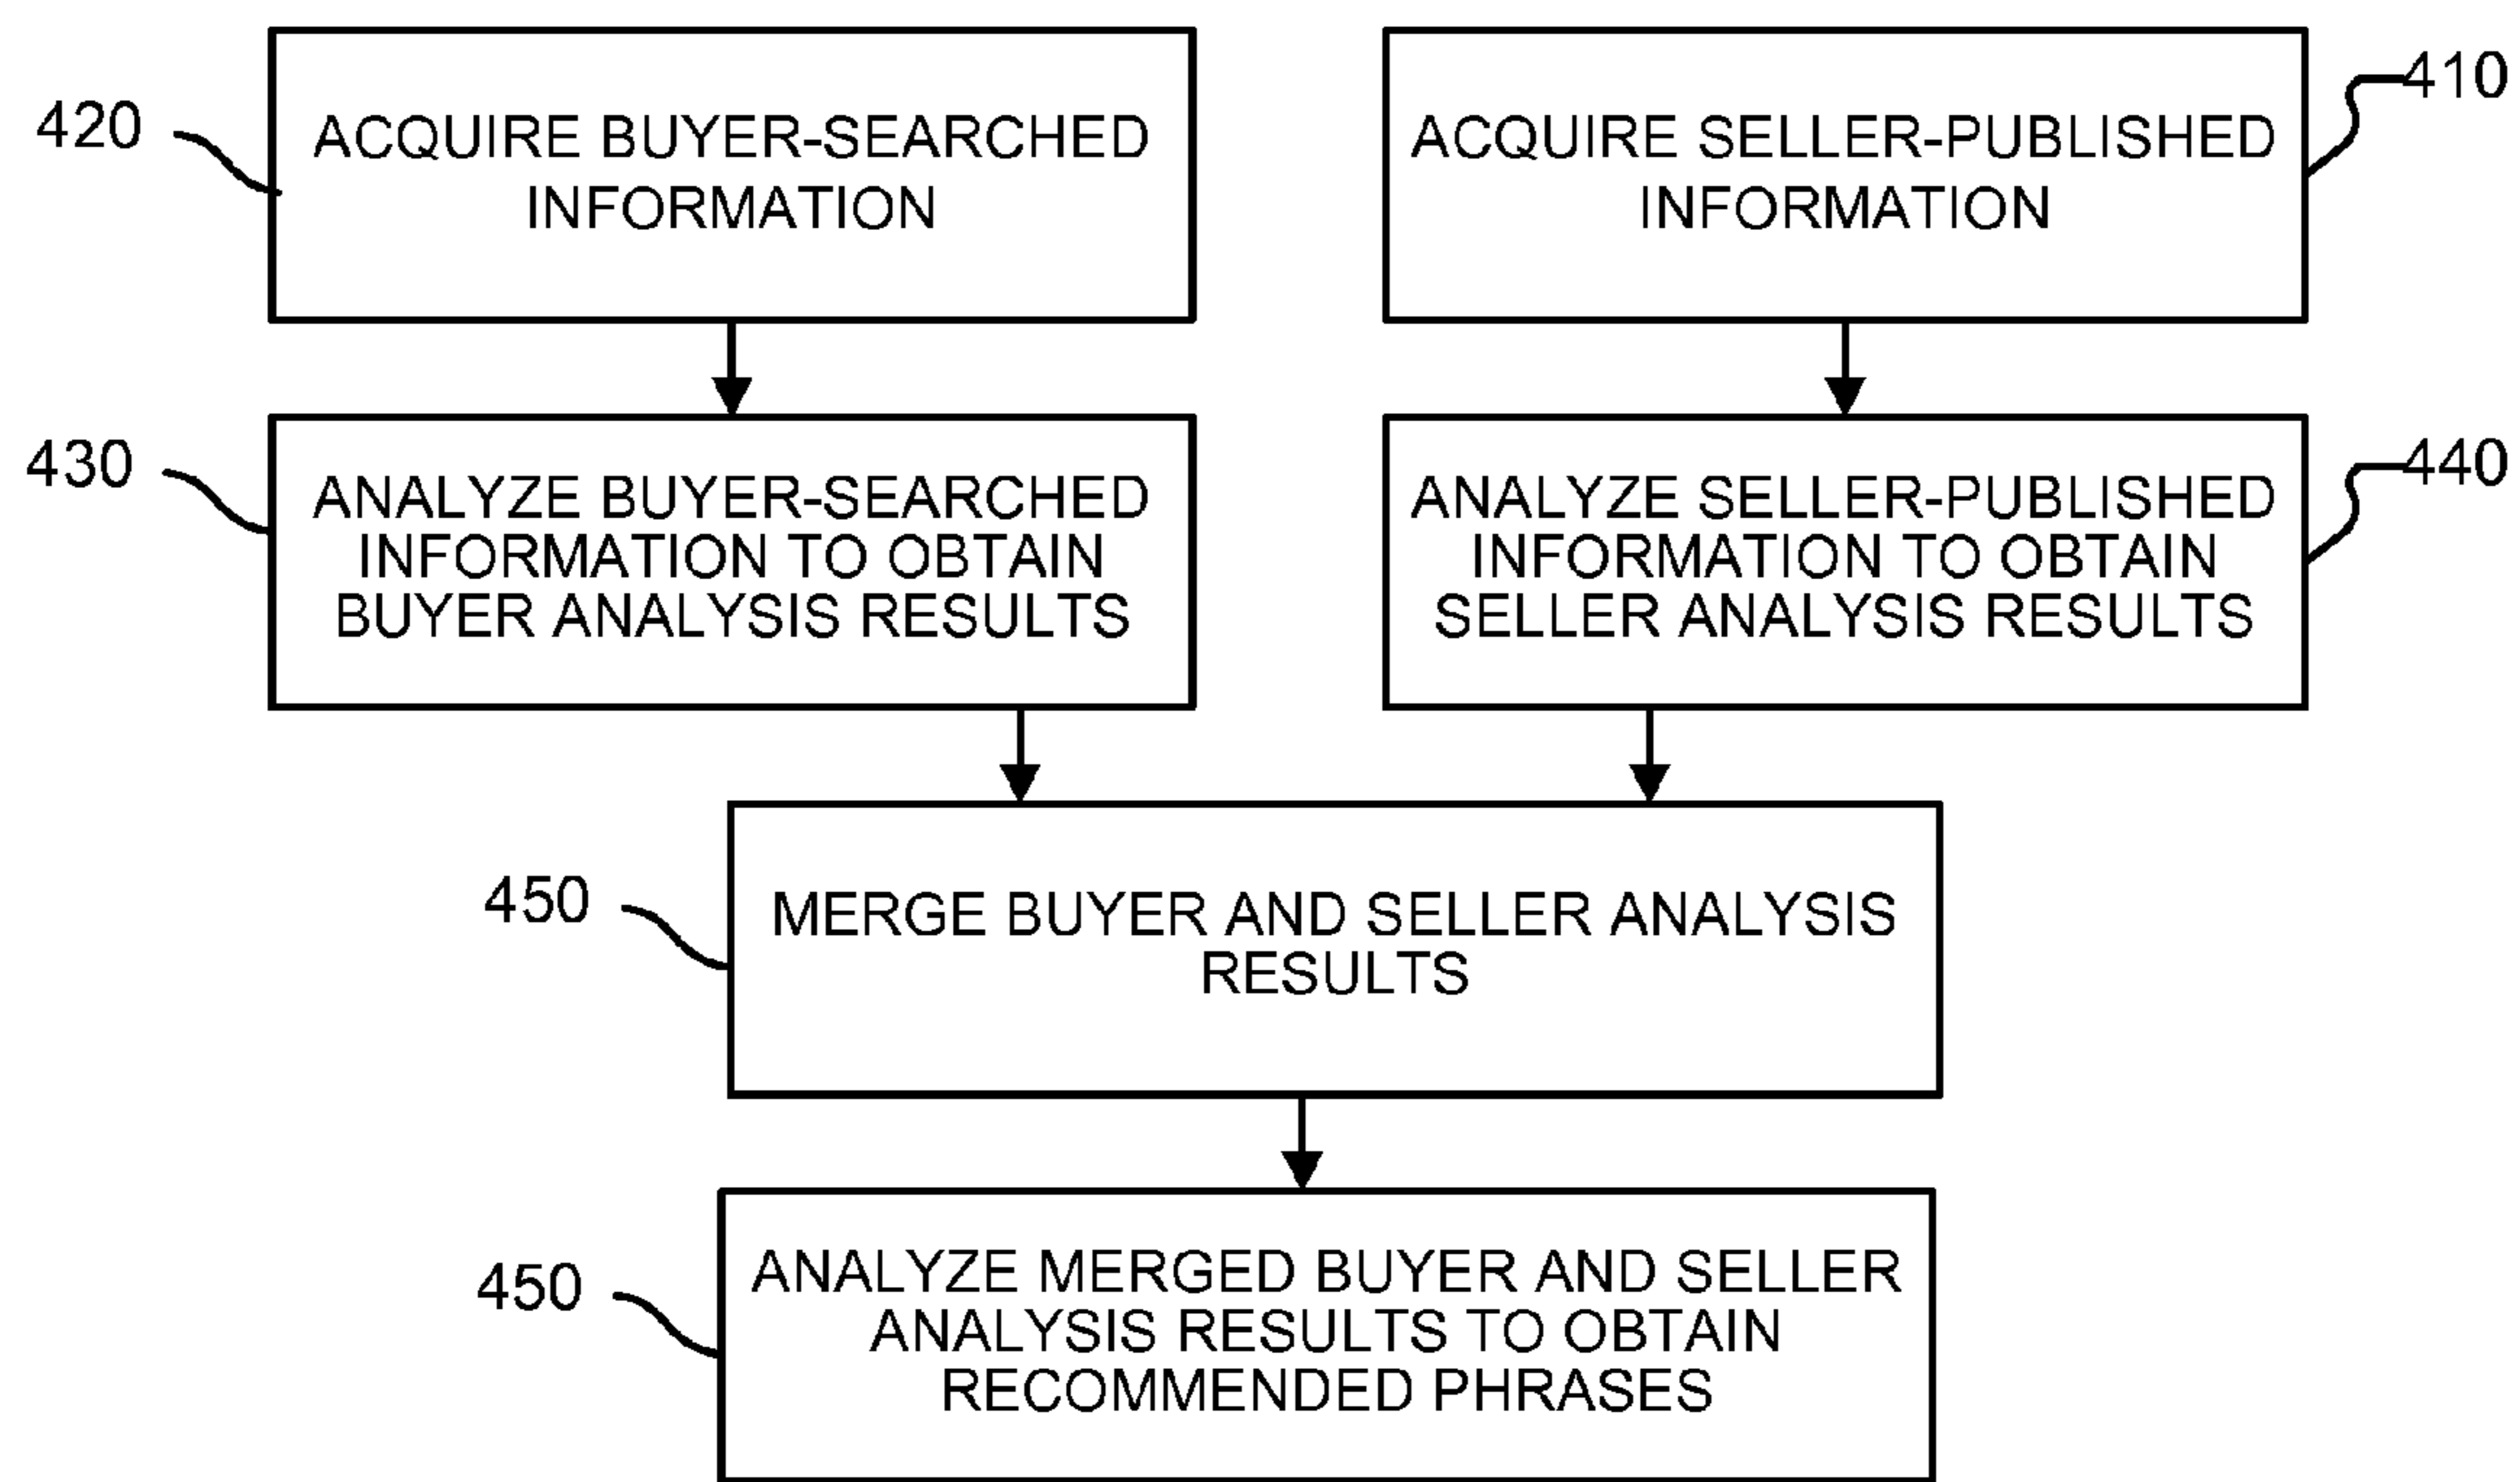 420
ACQUIRE BUYER-SEARCHED
INFORMATION
ACQUIRE SELLER-PUBLISHED
INFORMATION
410
430
ANALYZE BUYER-SEARCHED
INFORMATION TO OBTAIN
BUYER ANALYSIS RESULTS
ANALYZE SELLER-PUBLISHED
INFORMATION TO OBTAIN
SELLER ANALYSIS RESULTS
440
450
MERGE BUYER AND SELLER ANALYSIS
RESULTS
450
ANALYZE MERGED BUYER AND SELLER
ANALYSIS RESULTS TO OBTAIN
RECOMMENDED PHRASES